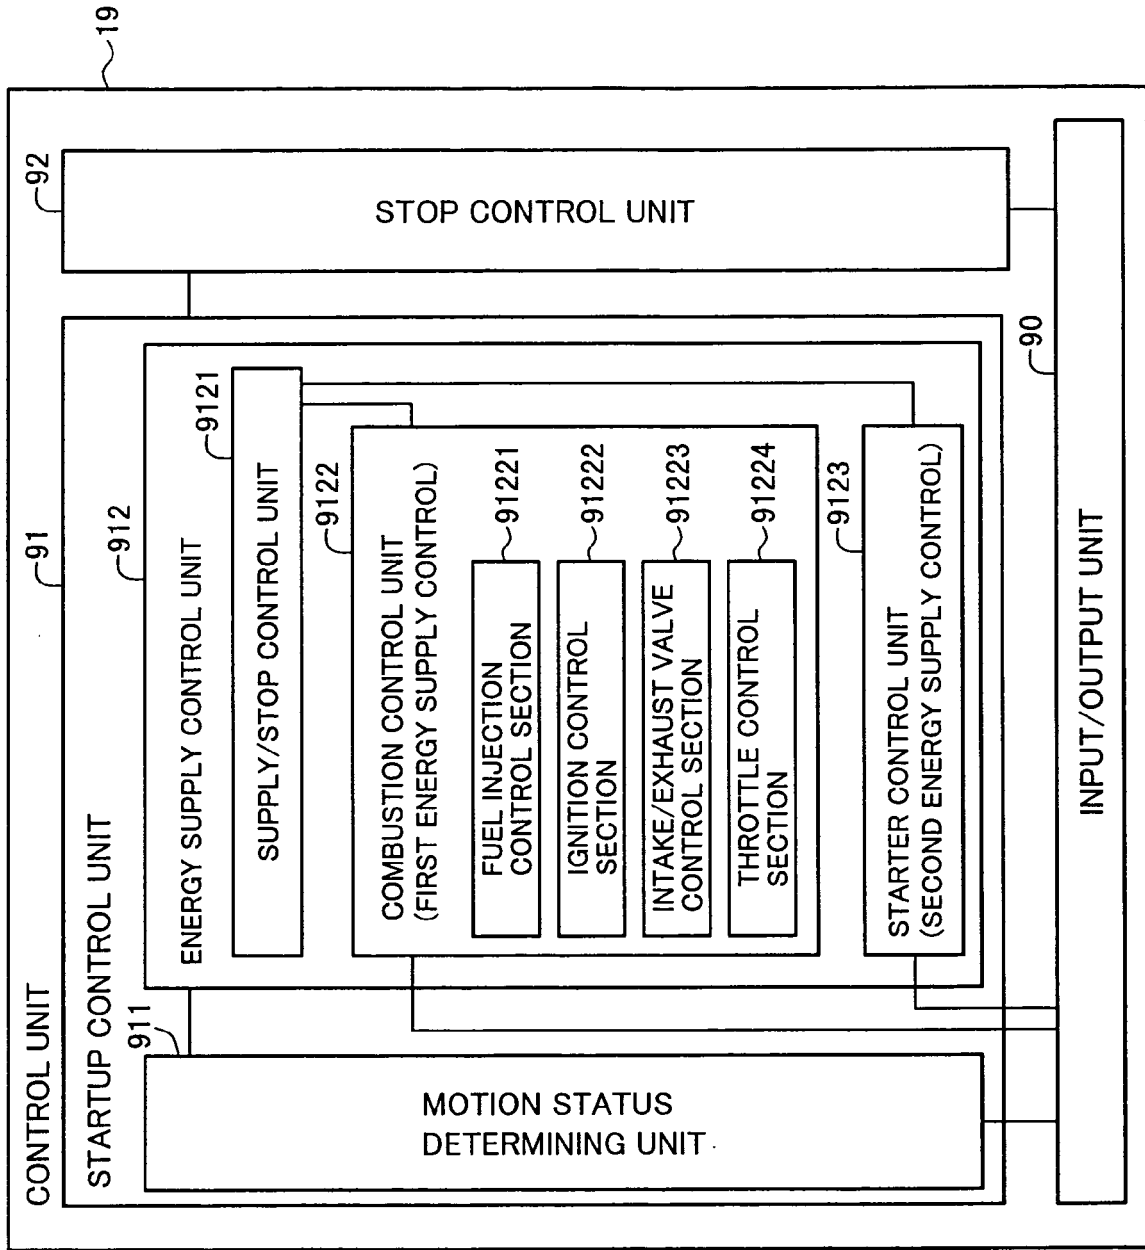 CONTROL UNIT
19
STARTUP CONTROL UNIT
91
ENERGY SUPPLY CONTROL UNIT
912
SUPPLY/STOP CONTROL UNIT
9121
COMBUSTION CONTROL UNIT
(FIRST ENERGY SUPPLY CONTROL)
9122
FUEL INJECTION
CONTROL SECTION
91221
IGNITION CONTROL
SECTION
91222
INTAKE/EXHAUST VALVE
CONTROL SECTION
91223
THROTTLE CONTROL
SECTION
91224
STARTER CONTROL UNIT
(SECOND ENERGY SUPPLY CONTROL)
9123
911
MOTION STATUS
DETERMINING UNIT
92
STOP CONTROL UNIT
90
INPUT/OUTPUT UNIT